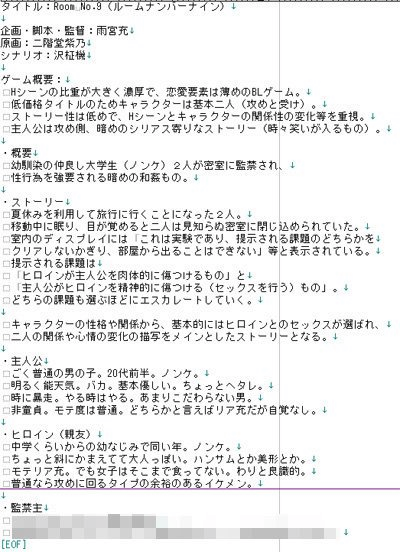 タイトル：Room No.9（ルームナンバーナイン）
企画・脚本・監督：雨宮充
原画：二階堂紫乃
シナリオ：沢柾機
ゲーム概要：
Hシーンの比重が大きく濃厚で、恋愛要素は薄めのBLゲーム。
低価格タイトルのためキャラクターは基本二人（攻めと受け）。
ストーリー性は低めで、Hシーンとキャラクターの関係性の変化等を重視。
主人公は攻め側、暗めのシリアス寄りなストーリー（時々笑いが入るもの）。
・概要
幼馴染の仲良し大学生（ノンケ）２人が密室に監禁され、
性行為を強要される暗めの和姦もの。
・ストーリー
夏休みを利用して旅行に行くことになった２人。
移動中に眠り、目が覚めると二人は見知らぬ密室に閉じ込められていた。
室内のディスプレイには「これは実験であり、提示される課題のどちらかを
クリアしないかぎり、部屋から出ることはできない」等と表示されている。
提示される課題は
「ヒロインが主人公を肉体的に傷つけるもの」と
「主人公がヒロインを精神的に傷つける（セックスを行う）もの」。
どちらの課題も選ぶほどにエスカレートしていく。
キャラクターの性格や関係から、基本的にはヒロインとのセックスが選ばれ、
二人の関係や心情の変化の描写をメインとしたストーリーとなる。
・主人公
ごく普通の男の子。20代前半。ノンケ。
明るく能天気。バカ。基本優しい。ちょっとヘタレ。
時に暴走。やる時はやる。あまりこだわらない男。
非童貞。モテ度は普通。どちらかと言えばリア充だが自覚なし。
・ヒロイン（親友）
中学くらいからの幼なじみで同い年。ノンケ。
ちょっと斜にかまえてて大人っぽい。ハンサムとか美形とか。
モテリア充。でも女子はそこまで食ってない。わりと良識的。
普通なら攻めに回るタイプの余裕のあるイケメン。
・監禁主
[EOF]